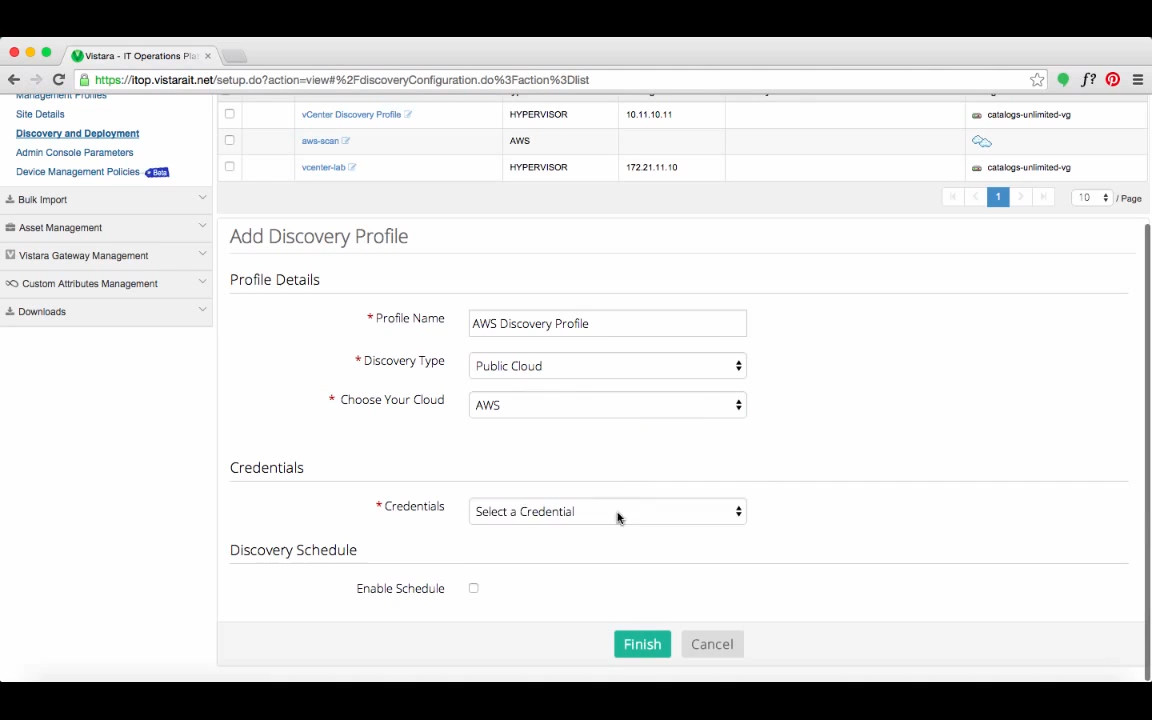 Vistara - IT Operations Pla
https://itop.vistarait.net/setup.do?action=view#%2FdiscoveryConfiguration.do%3Faction%3Dlist
f?
Management Profiles
Site Details
Discovery and Deployment
Admin Console Parameters
Device Management Policies Beta
Bulk Import
Asset Management
Vistara Gateway Management
Custom Attributes Management
Downloads
vCenter Discovery Profile HYPERVISOR 10.11.10.11 catalogs-unlimited-vg
aws-scan AWS
vcenter-lab HYPERVISOR 172.21.11.10 catalogs-unlimited-vg
1 10 / Page
Add Discovery Profile
Profile Details
* Profile Name AWS Discovery Profile
* Discovery Type Public Cloud
* Choose Your Cloud AWS
Credentials
* Credentials Select a Credential
Discovery Schedule
Enable Schedule
Finish Cancel